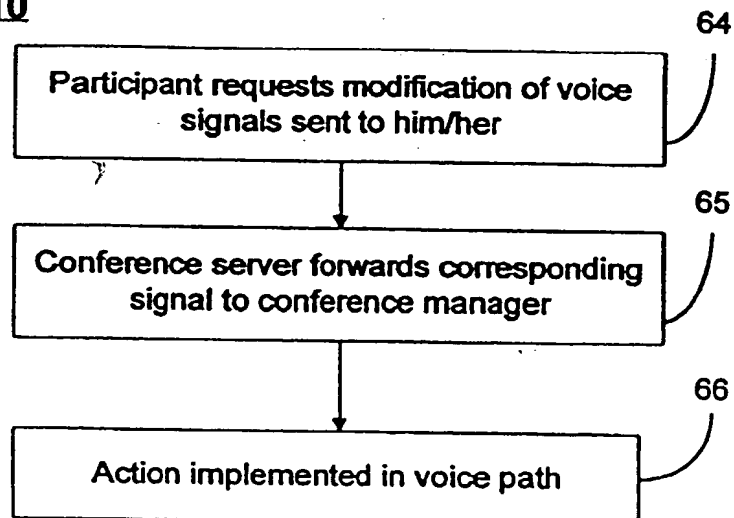 10
64
Participant requests modification of voice
signals sent to him/her
65
Conference server forwards corresponding
signal to conference manager
66
Action implemented in voice path